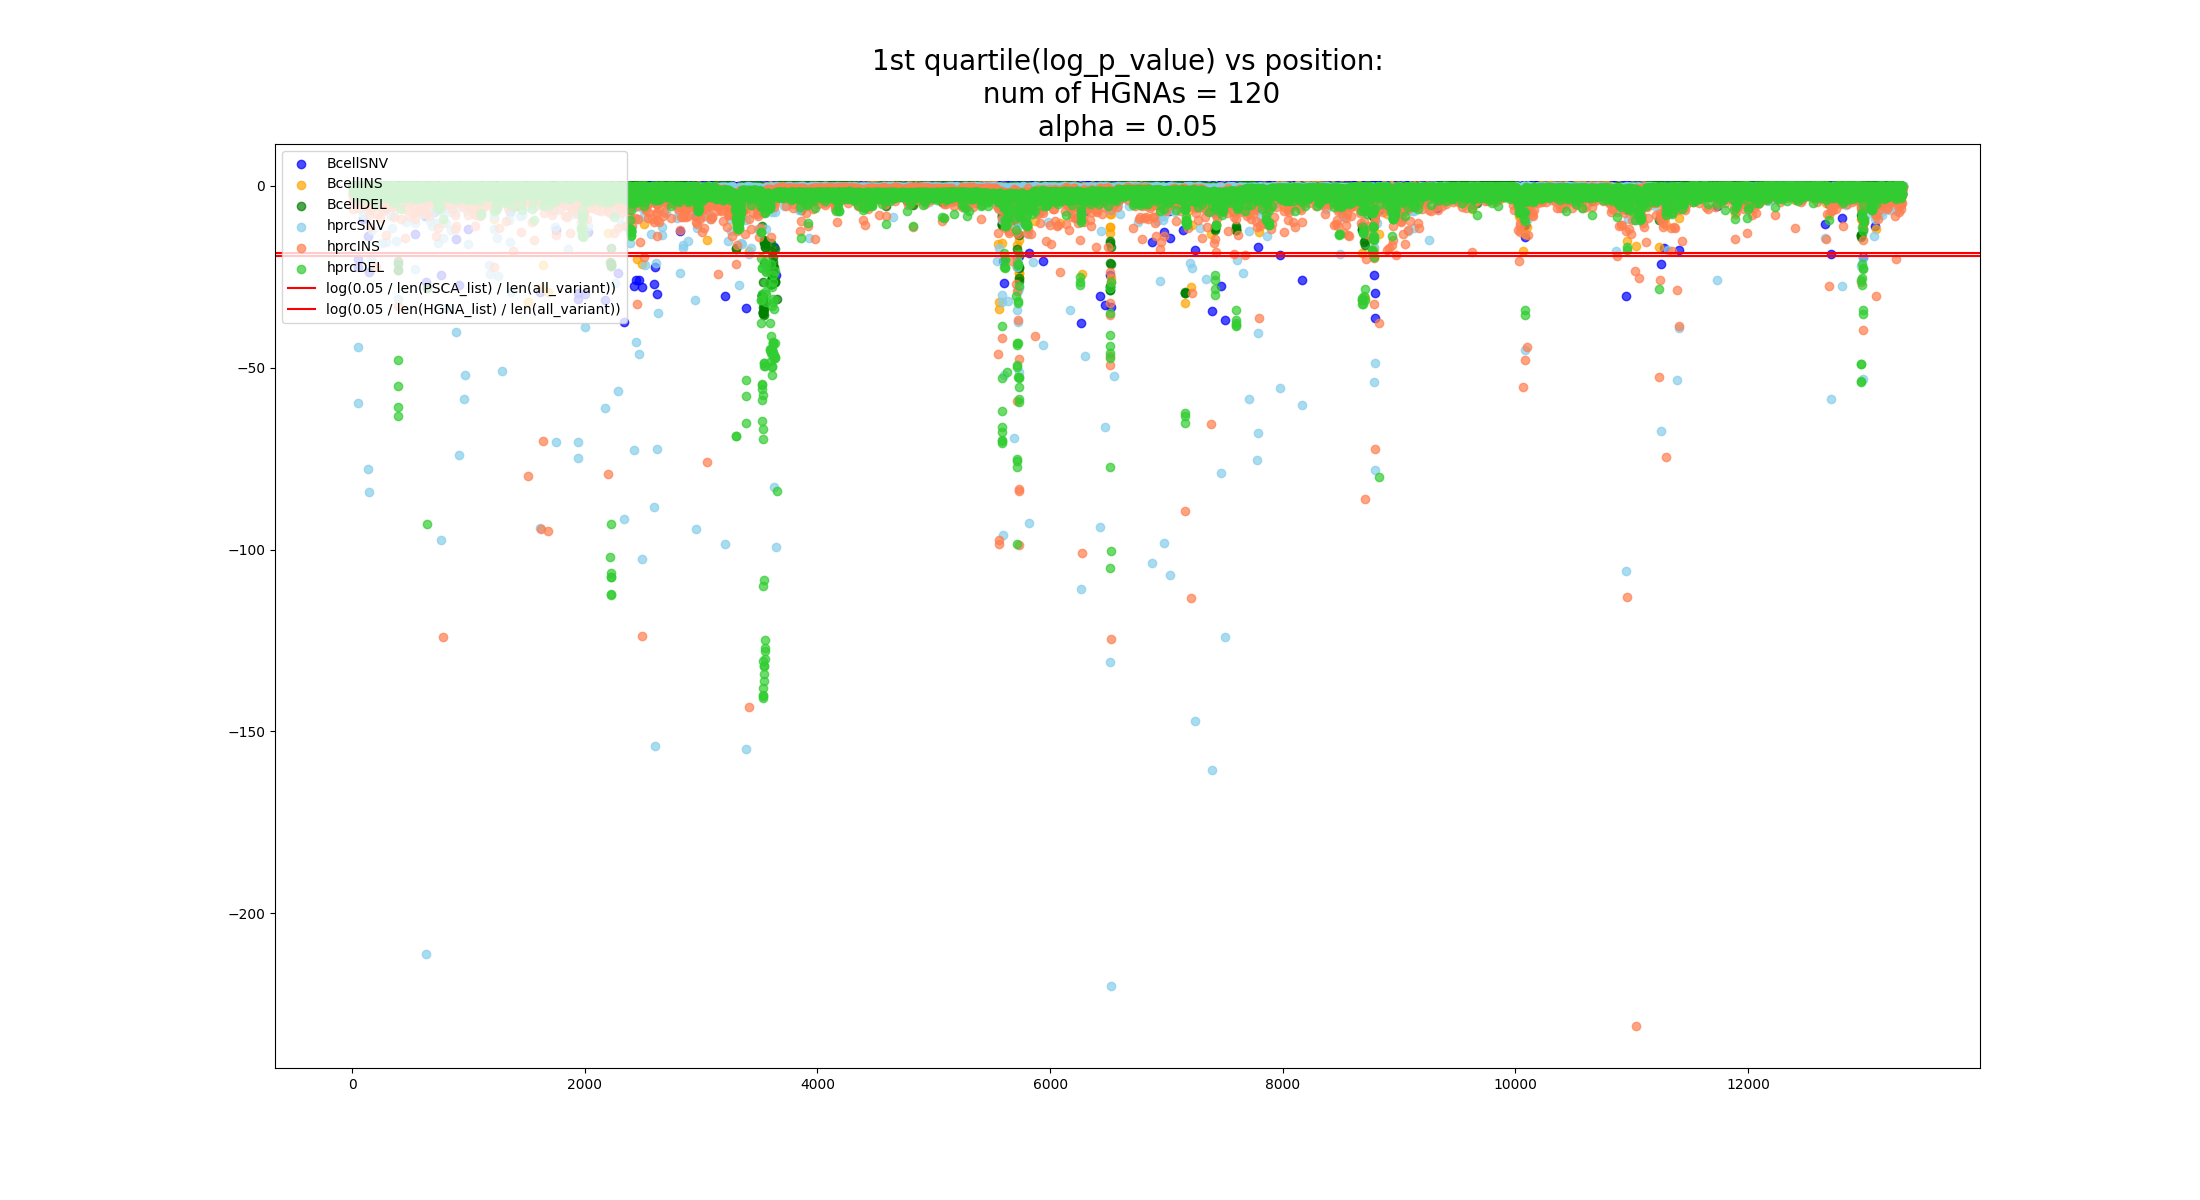 1st quartile(log_p_value) vs position:
num of HGNAs = 120
alpha = 0.05
BcellSNV
BcellINS
BcellDEL
hprcSNV
hprcINS
hprcDEL
log(0.05 / len(PSCA_list) / len(all_variant))
log(0.05 / len(HGNA_list) / len(all_variant))
0
−50
−100
−150
−200
0 2000 4000 6000 8000 10000 12000